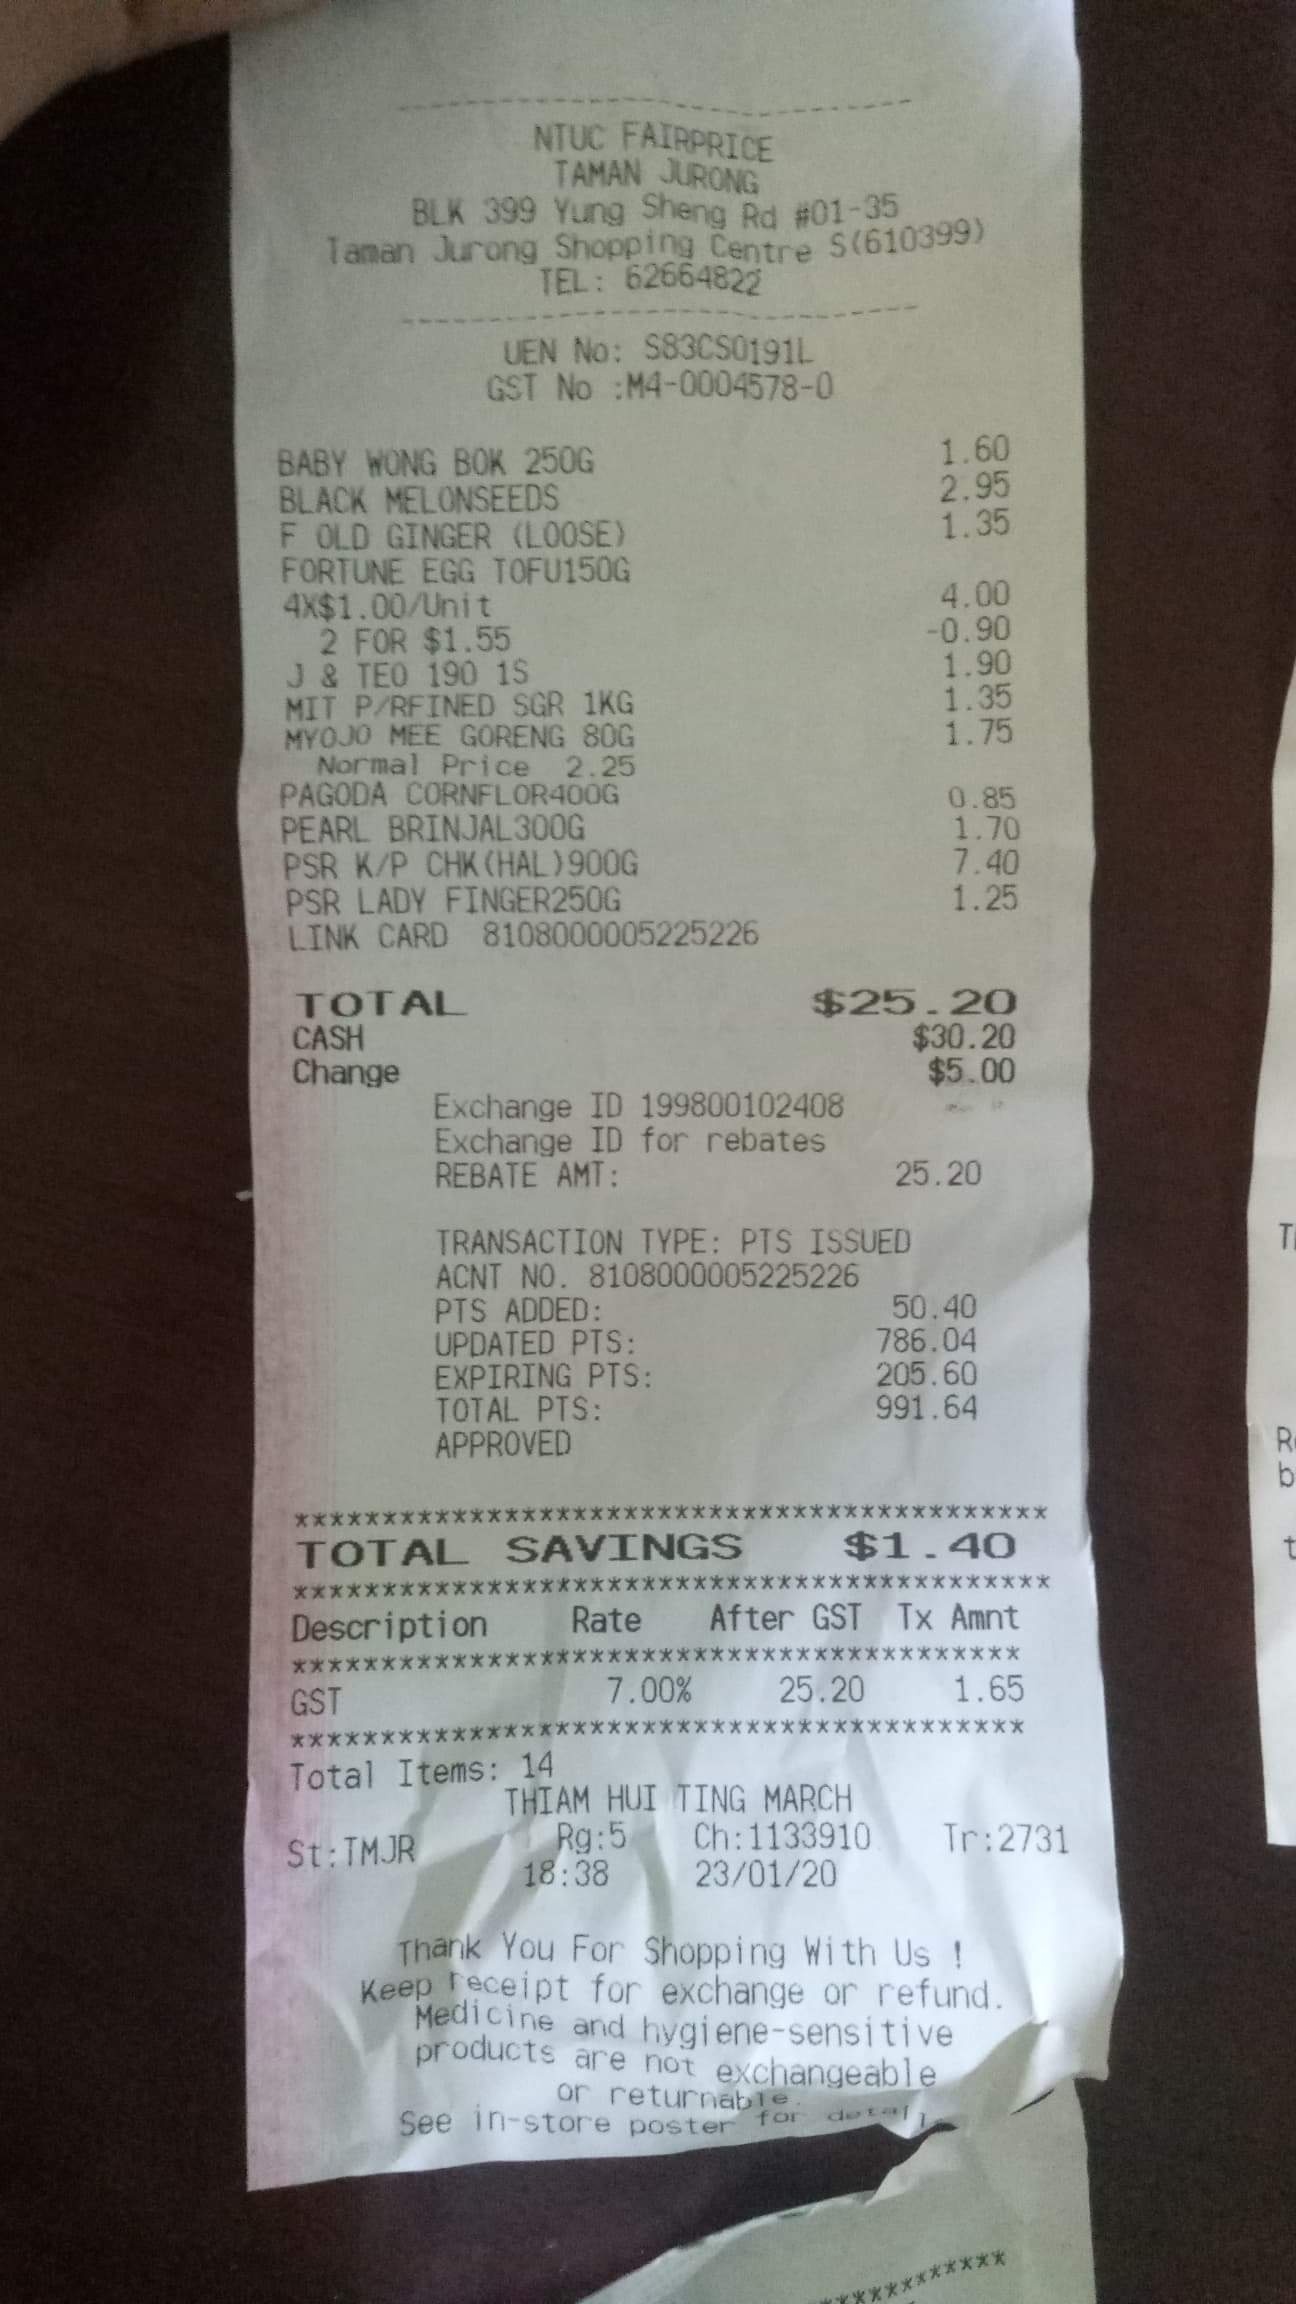 NTUC FAIRPRICE
TAMAN JURONG
BLK 399 Yung Sheng Rd #01-35
Taman Jurong Shopping Centre S(610399)
TEL: 62664822
UEN No: S83CS0191L
GST No :M4-0004578-0
BABY WONG BOK 250G 1.60
BLACK MELONSEEDS 2.95
F OLD GINGER (LOOSE) 1.35
FORTUNE EGG TOFU150G
4X$1.00/Unit 4.00
2 FOR $1.55 -0.90
J & TEO 190 1S 1.90
MIT P/RFINED SGR 1KG 1.35
MYOJO MEE GORENG 80G 1.75
Normal Price 2.25
PAGODA CORNFLOR400G 0.85
PEARL BRINJAL300G 1.70
PSR K/P CHK(HAL)900G 7.40
PSR LADY FINGER250G 1.25
LINK CARD 8108000005225226
TOTAL $25.20
CASH $30.20
Change $5.00
Exchange ID 199800102408
Exchange ID for rebates
REBATE AMT: 25.20
TRANSACTION TYPE: PTS ISSUED
ACNT NO. 8108000005225226
PTS ADDED: 50.40
UPDATED PTS: 786.04
EXPIRING PTS: 205.60
TOTAL PTS: 991.64
APPROVED
*******************************************
TOTAL SAVINGS $1.40
*******************************************
Description Rate After GST Tx Amnt
******************************************
GST 7.00% 25.20 1.65
******************************************
Total Items: 14
THIAM HUI TING MARCH
St:TMJR Rg:5 Ch:1133910 Tr:2731
18:38 23/01/20
Thank You For Shopping With Us !
Keep receipt for exchange or refund.
Medicine and hygiene-sensitive
products are not exchangeable
or returnable.
See in-store poster for details